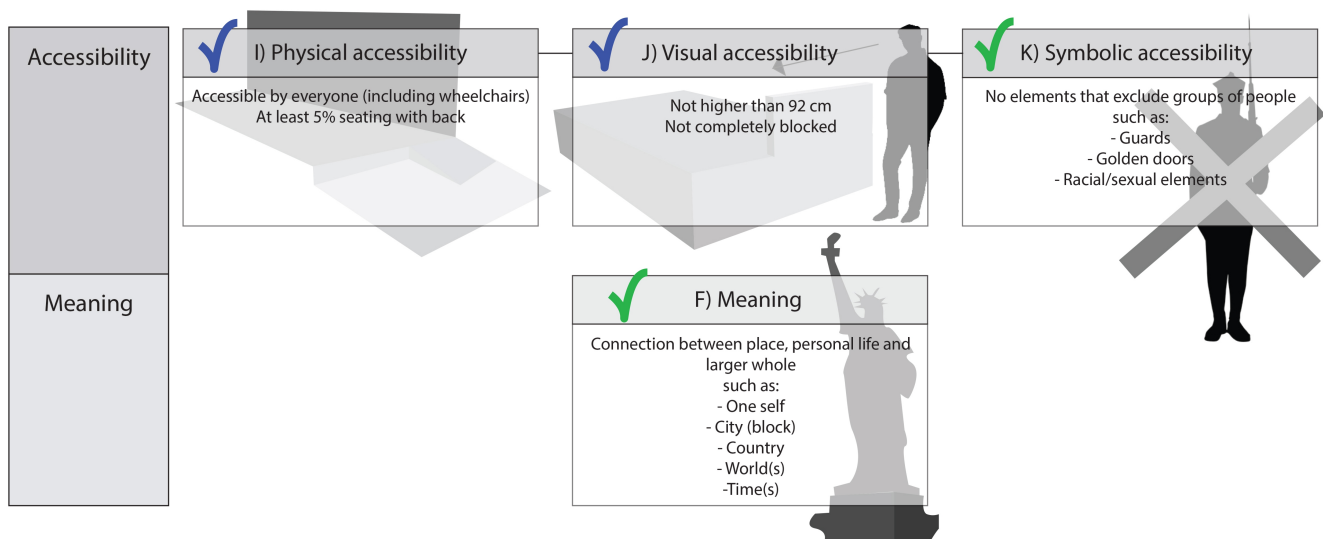 Accessibility
I) Physical accessibility
Accessible by everyone (including wheelchairs)
At least 5% seating with back
J) Visual accessibility
Not higher than 92 cm
Not completely blocked
K) Symbolic accessibility
No elements that exclude groups of people
such as:
- Guards
- Golden doors
- Racial/sexual elements
Meaning
F) Meaning
Connection between place, personal life and
larger whole
such as:
- One self
- City (block)
- Country
- World(s)
-Time(s)